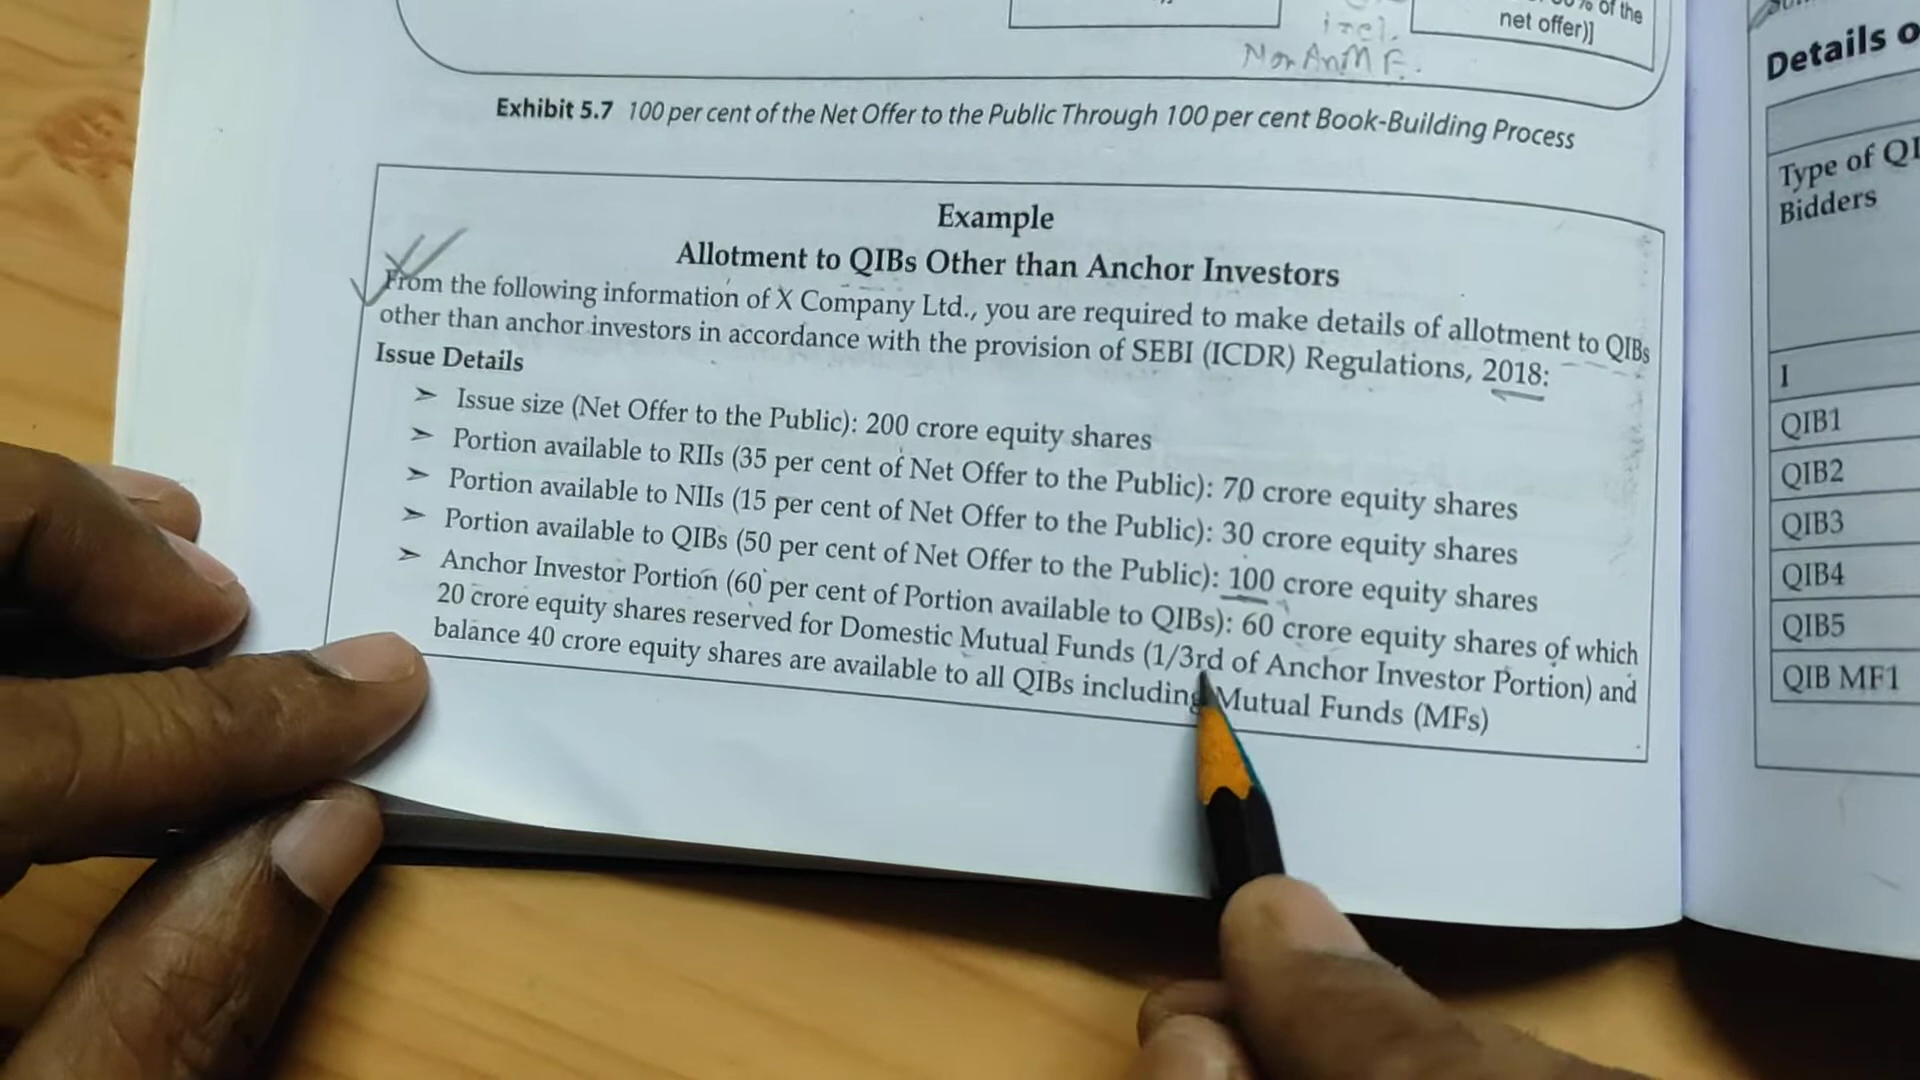 % of the
net offer)]
incl.
Non AnM F.
Exhibit 5.7 100 per cent of the Net Offer to the Public Through 100 per cent Book-Building Process
Example
Allotment to QIBs Other than Anchor Investors
From the following information of X Company Ltd., you are required to make details of allotment to QIBs
other than anchor investors in accordance with the provision of SEBI (ICDR) Regulations, 2018:
Issue Details
➢ Issue size (Net Offer to the Public): 200 crore equity shares
➢ Portion available to RIIs (35 per cent of Net Offer to the Public): 70 crore equity shares
➢ Portion available to NIIs (15 per cent of Net Offer to the Public): 30 crore equity shares
➢ Portion available to QIBs (50 per cent of Net Offer to the Public): 100 crore equity shares
➢ Anchor Investor Portion (60 per cent of Portion available to QIBs): 60 crore equity shares of which
20 crore equity shares reserved for Domestic Mutual Funds (1/3rd of Anchor Investor Portion) and
balance 40 crore equity shares are available to all QIBs including Mutual Funds (MFs)
Details o
Type of QI
Bidders
I
QIB1
QIB2
QIB3
QIB4
QIB5
QIB MF1